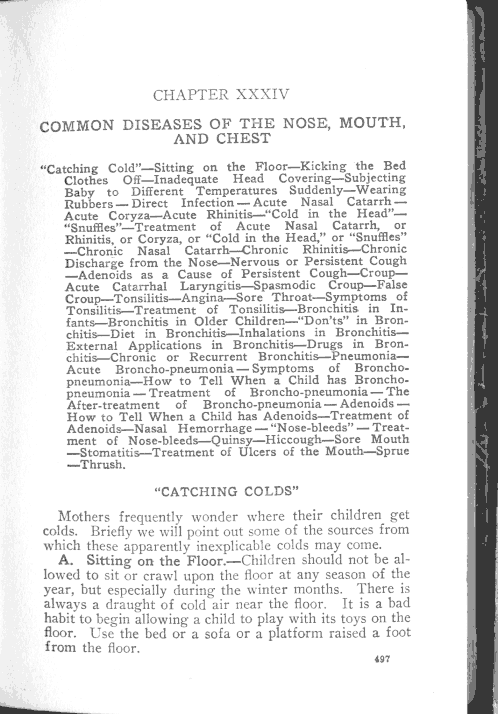 CHAPTER XXXIV
COMMON DISEASES OF THE NOSE, MOUTH,
AND CHEST
"Catching Cold"—Sitting on the Floor—Kicking the Bed
Clothes Off—Inadequate Head Covering—Subjecting
Baby to Different Temperatures Suddenly—Wearing
Rubbers—Direct Infection—Acute Nasal Catarrh—
Acute Coryza—Acute Rhinitis—"Cold in the Head"—
"Snuffles"—Treatment of Acute Nasal Catarrh, or
Rhinitis, or Coryza, or "Cold in the Head," or "Snuffles"
—Chronic Nasal Catarrh—Chronic Rhinitis—Chronic
Discharge from the Nose—Nervous or Persistent Cough
—Adenoids as a Cause of Persistent Cough—Croup—
Acute Catarrhal Laryngitis—Spasmodic Croup—False
Croup—Tonsilitis—Angina—Sore Throat—Symptoms of
Tonsilitis—Treatment of Tonsilitis—Bronchitis in In-
fants—Bronchitis in Older Children—"Don'ts" in Bron-
chitis—Diet in Bronchitis—Inhalations in Bronchitis—
External Applications in Bronchitis—Drugs in Bron-
chitis—Chronic or Recurrent Bronchitis—Pneumonia—
Acute Broncho-pneumonia—Symptoms of Broncho-
pneumonia—How to Tell When a Child has Broncho-
pneumonia—Treatment of Broncho-pneumonia—The
After-treatment of Broncho-pneumonia—Adenoids—
How to Tell When a Child has Adenoids—Treatment of
Adenoids—Nasal Hemorrhage—"Nose-bleeds"—Treat-
ment of Nose-bleeds—Quinsy—Hiccough—Sore Mouth
—Stomatitis—Treatment of Ulcers of the Mouth—Sprue
—Thrush.
"CATCHING COLDS"
Mothers frequently wonder where their children get
colds. Briefly we will point out some of the sources from
which these apparently inexplicable colds may come.
A. Sitting on the Floor.—Children should not be al-
lowed to sit or crawl upon the floor at any season of the
year, but especially during the winter months. There is
always a draught of cold air near the floor. It is a bad
habit to begin allowing a child to play with its toys on the
floor. Use the bed or a sofa or a platform raised a foot
from the floor.
497